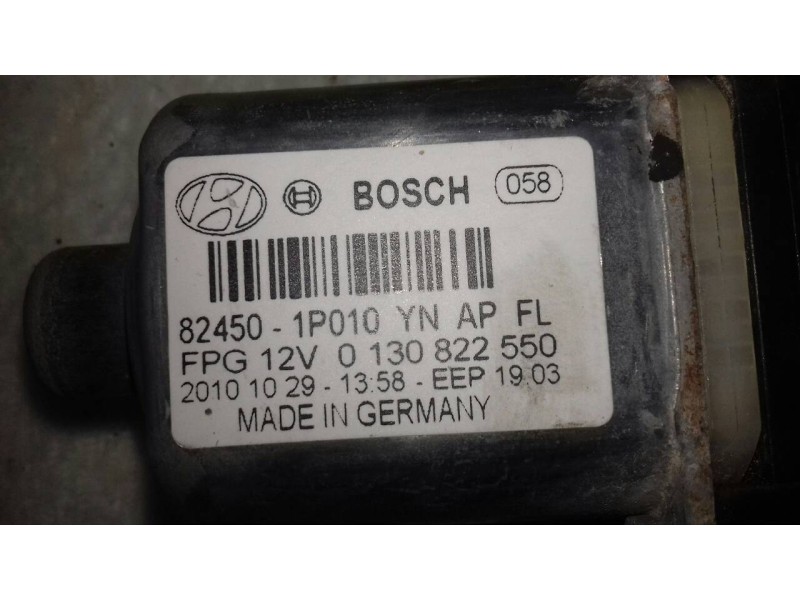 BOSCH 058
82450 - 1P010 YN AP FL
FPG 12V 0 130 822 550
2010 10 29 - 13:58 - EEP 19.03
MADE IN GERMANY